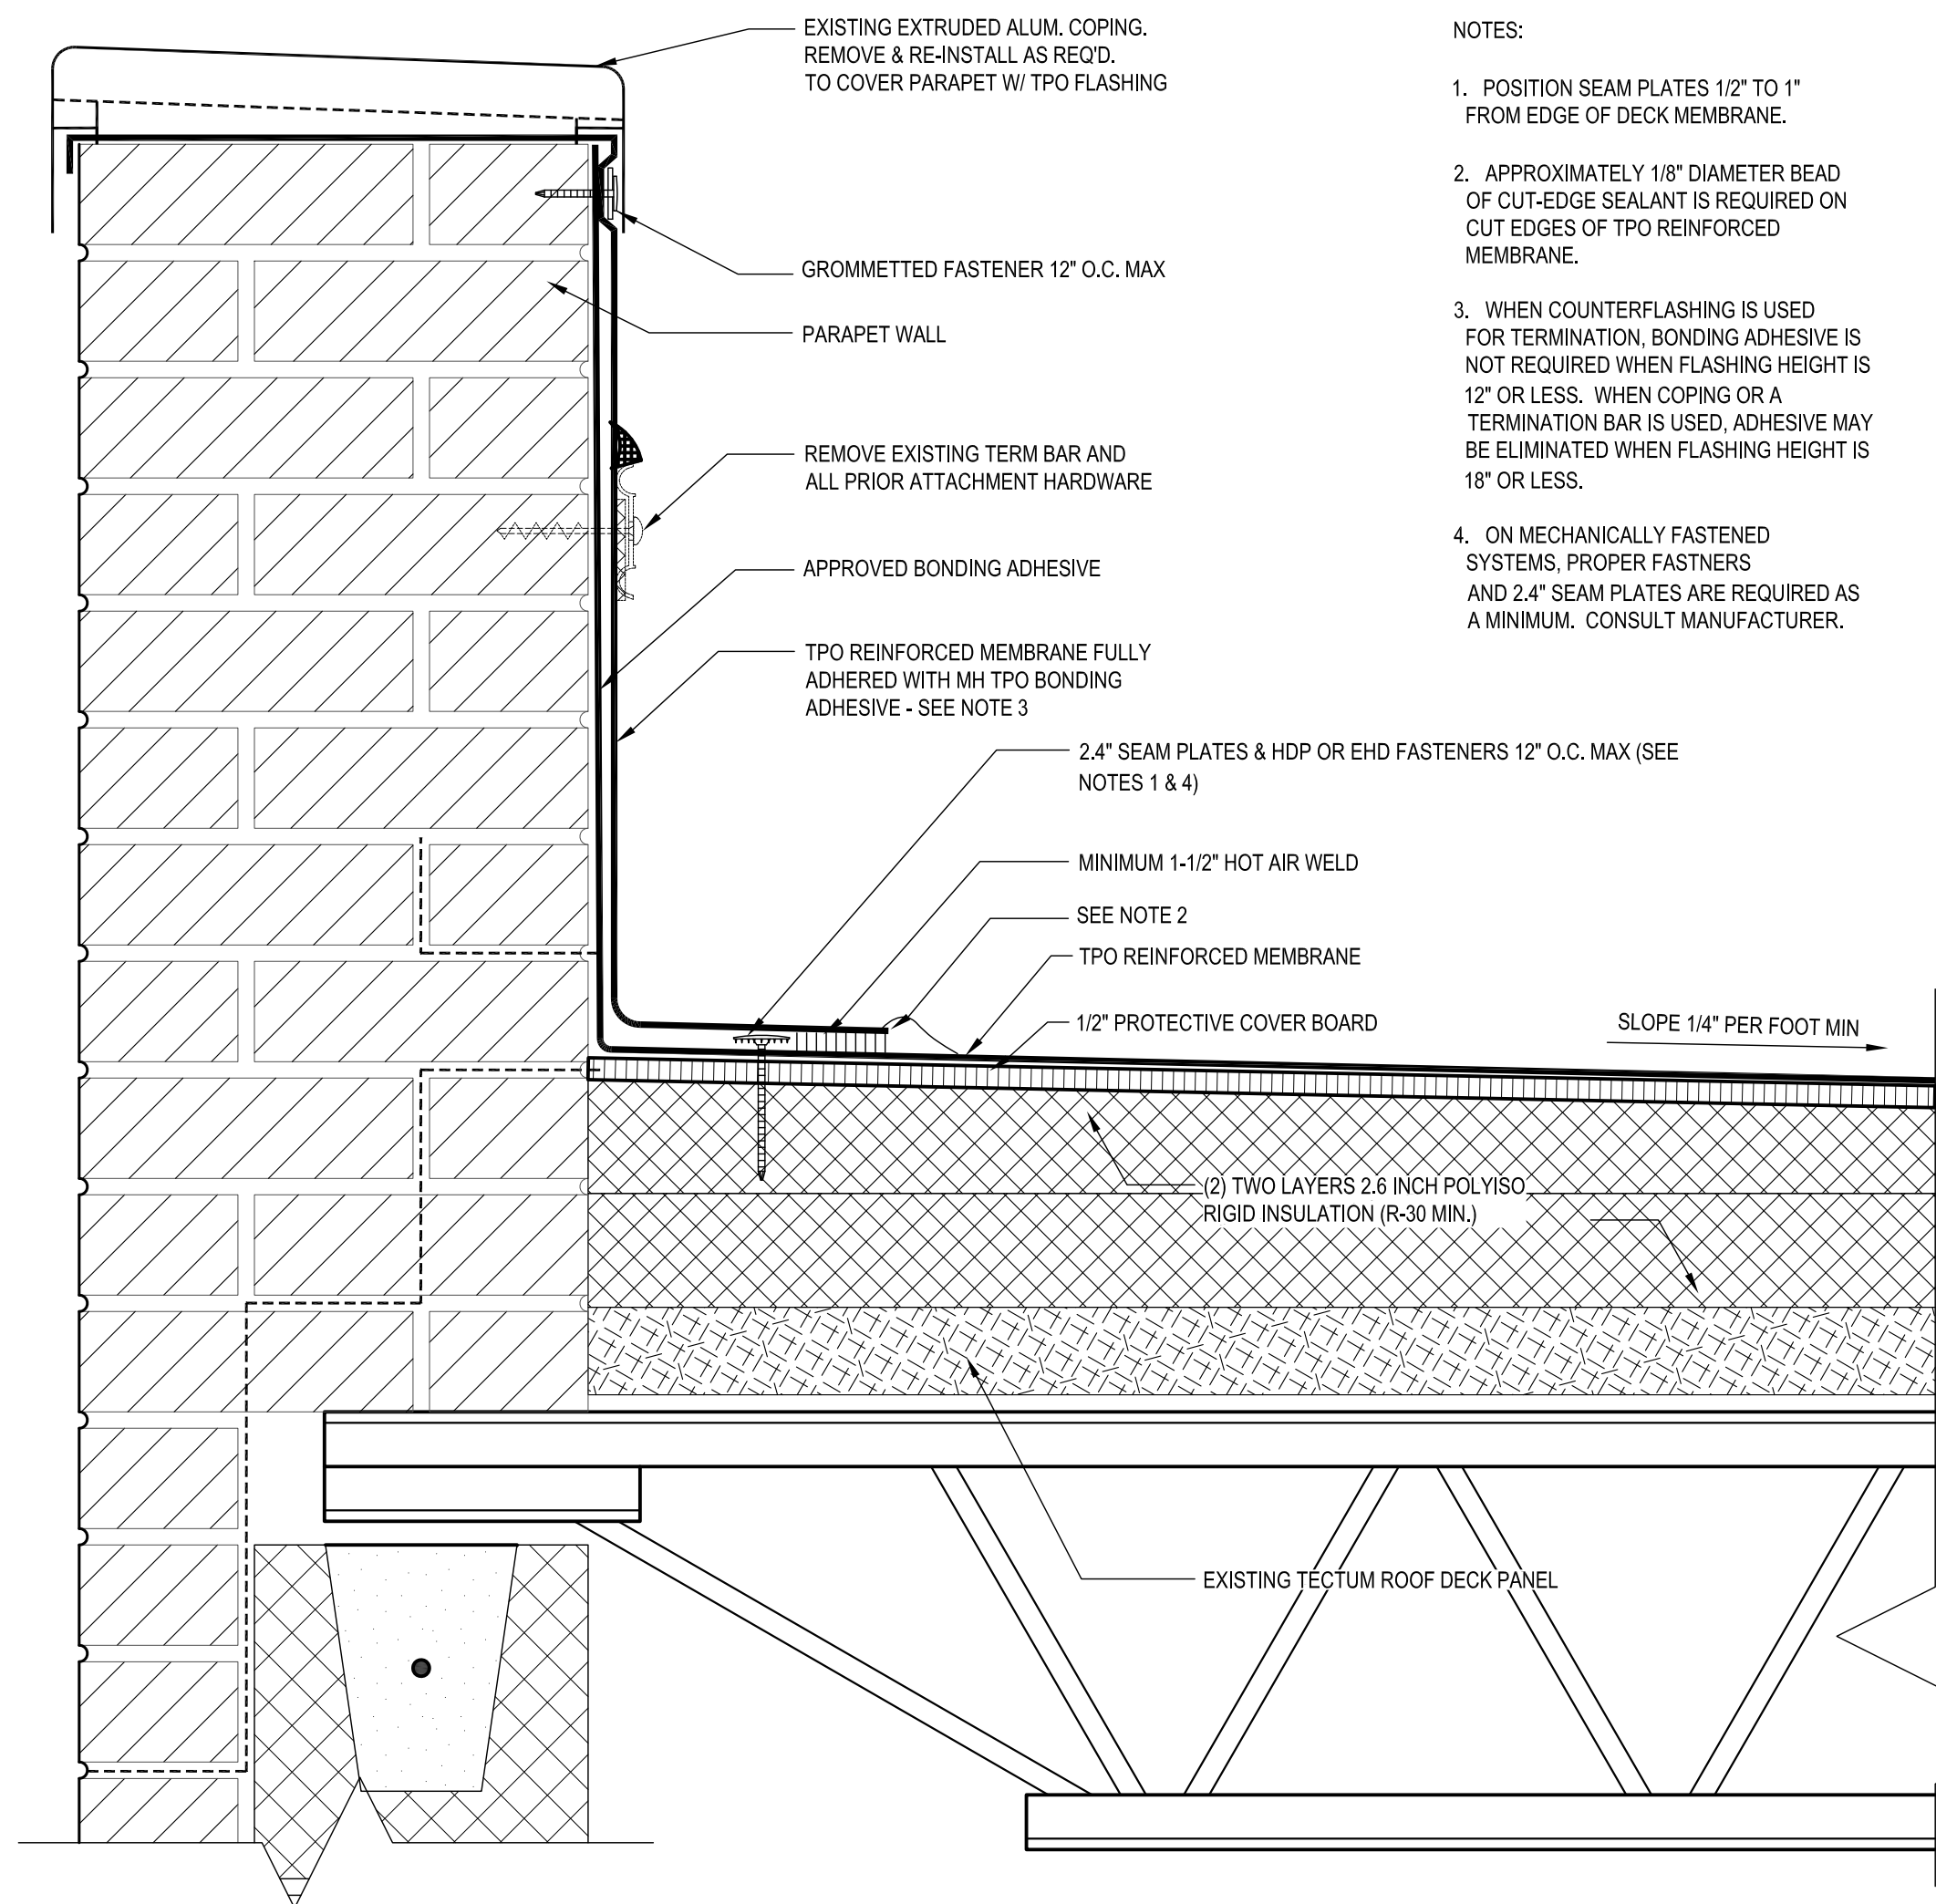 EXISTING EXTRUDED ALUM. COPING.
REMOVE & RE-INSTALL AS REQ'D.
TO COVER PARAPET W/ TPO FLASHING
GROMMETTED FASTENER 12" O.C. MAX
PARAPET WALL
REMOVE EXISTING TERM BAR AND
ALL PRIOR ATTACHMENT HARDWARE
APPROVED BONDING ADHESIVE
TPO REINFORCED MEMBRANE FULLY
ADHERED WITH MH TPO BONDING
ADHESIVE - SEE NOTE 3
2.4" SEAM PLATES & HDP OR EHD FASTENERS 12" O.C. MAX (SEE
NOTES 1 & 4)
MINIMUM 1-1/2" HOT AIR WELD
SEE NOTE 2
TPO REINFORCED MEMBRANE
1/2" PROTECTIVE COVER BOARD
SLOPE 1/4" PER FOOT MIN
(2) TWO LAYERS 2.6 INCH POLYISO
RIGID INSULATION (R-30 MIN.)
EXISTING TECTUM ROOF DECK PANEL
NOTES:
1. POSITION SEAM PLATES 1/2" TO 1"
FROM EDGE OF DECK MEMBRANE.
2. APPROXIMATELY 1/8" DIAMETER BEAD
OF CUT-EDGE SEALANT IS REQUIRED ON
CUT EDGES OF TPO REINFORCED
MEMBRANE.
3. WHEN COUNTERFLASHING IS USED
FOR TERMINATION, BONDING ADHESIVE IS
NOT REQUIRED WHEN FLASHING HEIGHT IS
12" OR LESS. WHEN COPING OR A
TERMINATION BAR IS USED, ADHESIVE MAY
BE ELIMINATED WHEN FLASHING HEIGHT IS
18" OR LESS.
4. ON MECHANICALLY FASTENED
SYSTEMS, PROPER FASTNERS
AND 2.4" SEAM PLATES ARE REQUIRED AS
A MINIMUM. CONSULT MANUFACTURER.